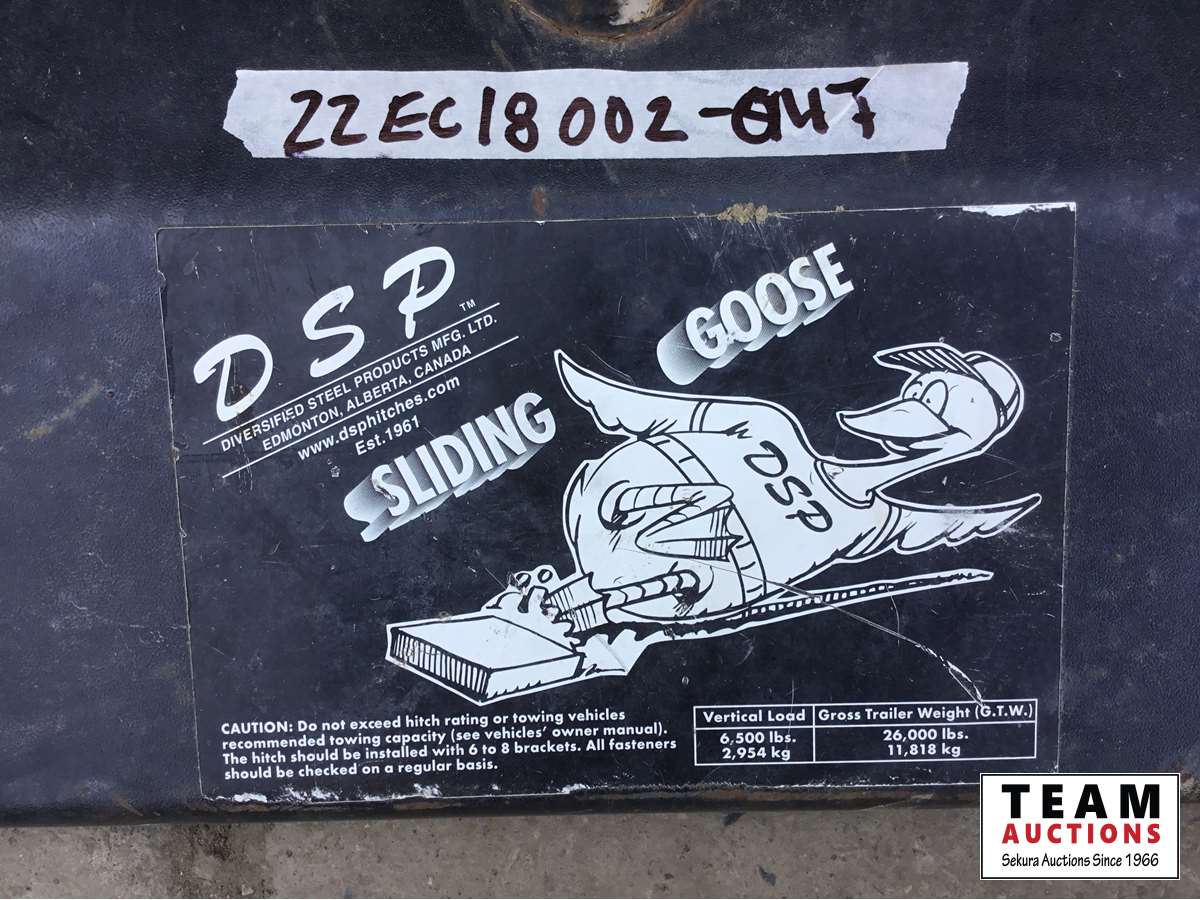 22EC18002-
DSP™
DIVERSIFIED STEEL PRODUCTS MFG. LTD.
EDMONTON, ALBERTA, CANADA
www.dsphitches.com
Est.1961
SLIDING
GOOSE
DSP
CAUTION: Do not exceed hitch rating or towing vehicles
recommended towing capacity (see vehicles' owner manual).
The hitch should be installed with 6 to 8 brackets. All fasteners
should be checked on a regular basis.
Vertical Load Gross Trailer Weight (G.T.W.)
6,500 lbs. 26,000 lbs.
2,954 kg 11,818 kg
TEAM
AUCTIONS
Sekura Auctions Since 1966